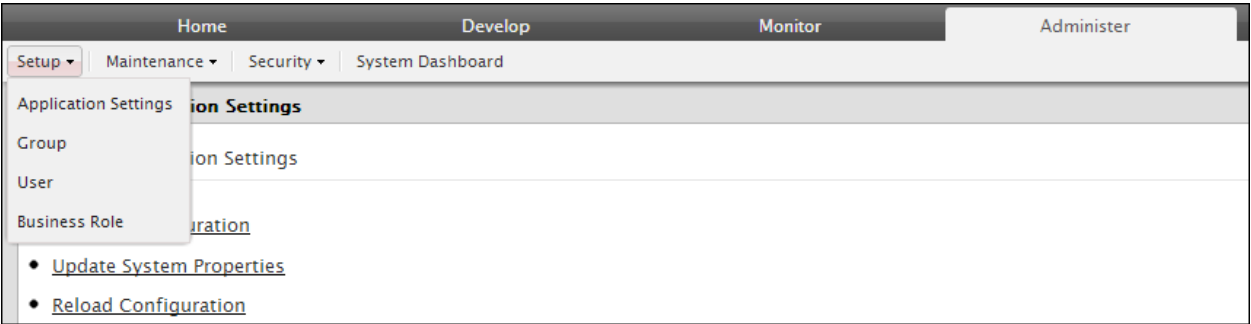 Home Develop Monitor Administer
Setup Maintenance Security System Dashboard
Application Settings
ion Settings
Group
ion Settings
User
Business Role
uration
Update System Properties
Reload Configuration